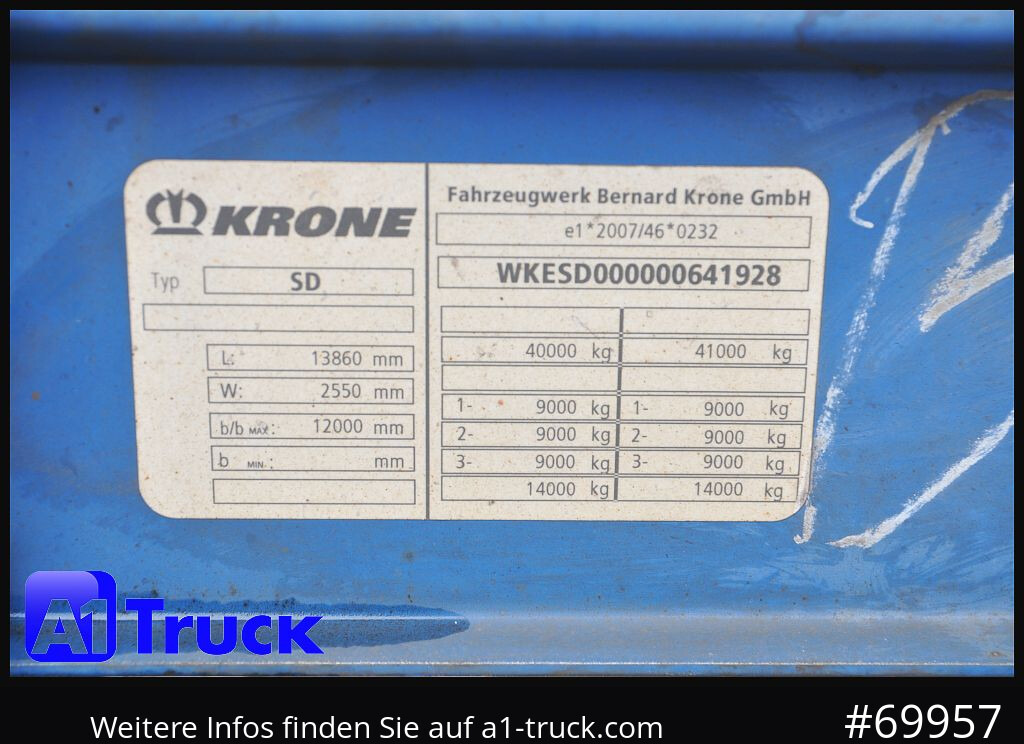 KRONE
Typ SD
L: 13860 mm
W: 2550 mm
b/b MAX: 12000 mm
b MIN.: mm
Fahrzeugwerk Bernard Krone GmbH
e1*2007/46*0232
WKESD000000641928
40000 kg 41000 kg
1- 9000 kg 1- 9000 kg
2- 9000 kg 2- 9000 kg
3- 9000 kg 3- 9000 kg
14000 kg 14000 kg
A1 Truck
Weitere Infos finden Sie auf a1-truck.com
#69957